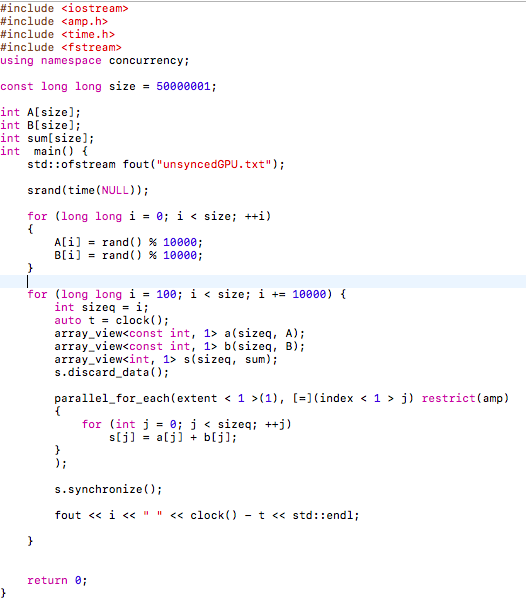 #include <iostream>
#include <amp.h>
#include <time.h>
#include <fstream>
using namespace concurrency;

const long long size = 50000001;

int A[size];
int B[size];
int sum[size];
int  main() {
    std::ofstream fout("unsyncedGPU.txt");

    srand(time(NULL));

    for (long long i = 0; i < size; ++i)
    {
        A[i] = rand() % 10000;
        B[i] = rand() % 10000;
    }

    for (long long i = 100; i < size; i += 10000) {
        int sizeq = i;
        auto t = clock();
        array_view<const int, 1> a(sizeq, A);
        array_view<const int, 1> b(sizeq, B);
        array_view<int, 1> s(sizeq, sum);
        s.discard_data();

        parallel_for_each(extent < 1 >(1), [=](index < 1 > j) restrict(amp)
        {
            for (int j = 0; j < sizeq; ++j)
                s[j] = a[j] + b[j];
        }
        );

        s.synchronize();

        fout << i << " " << clock() - t << std::endl;

    }


    return 0;
}